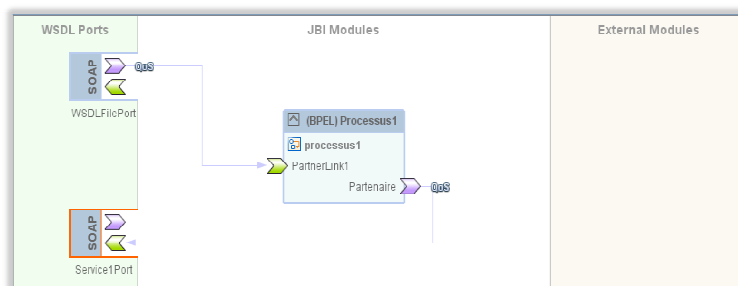 WSDL Ports
JBI Modules
External Modules
SOAP
QoS
WSDLFilePort
(BPEL) Processus1
processus1
PartnerLink1
Partenaire
QoS
SOAP
Service1Port